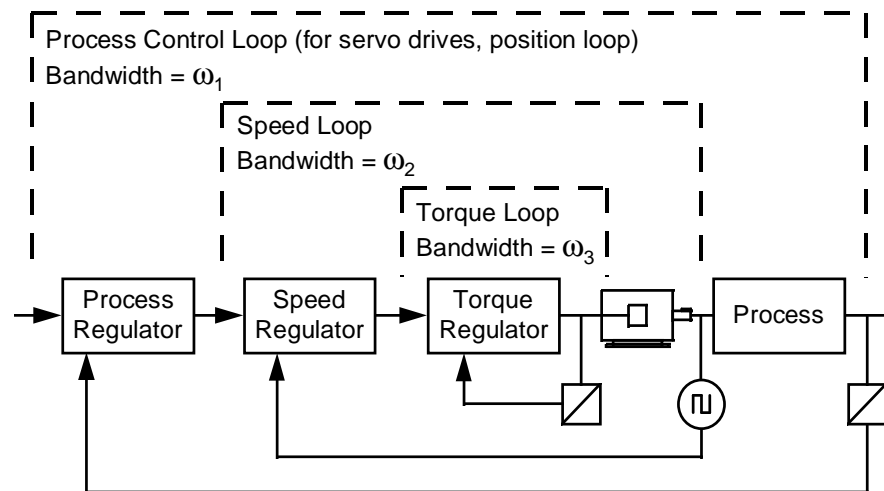 Process Control Loop (for servo drives, position loop)
Bandwidth = ω1
Speed Loop
Bandwidth = ω2
Torque Loop
Bandwidth = ω3
Process
Regulator
Speed
Regulator
Torque
Regulator
Process